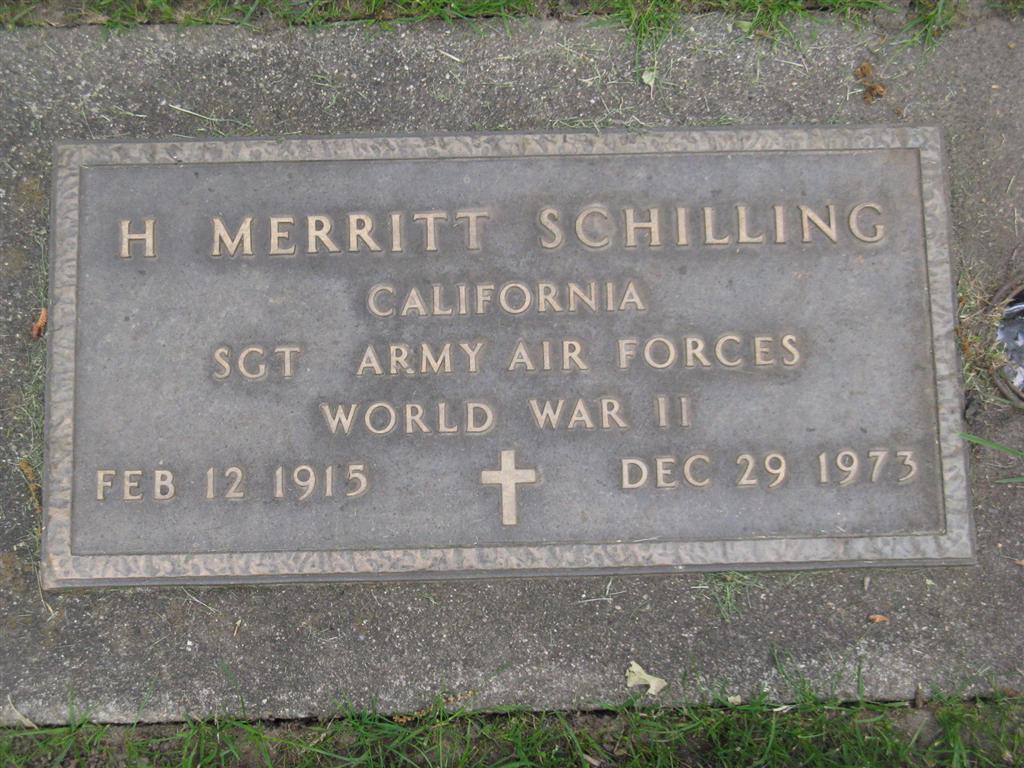 H MERRITT SCHILLING
CALIFORNIA
SGT ARMY AIR FORCES
WORLD WAR II
FEB 12 1915 DEC 29 1973